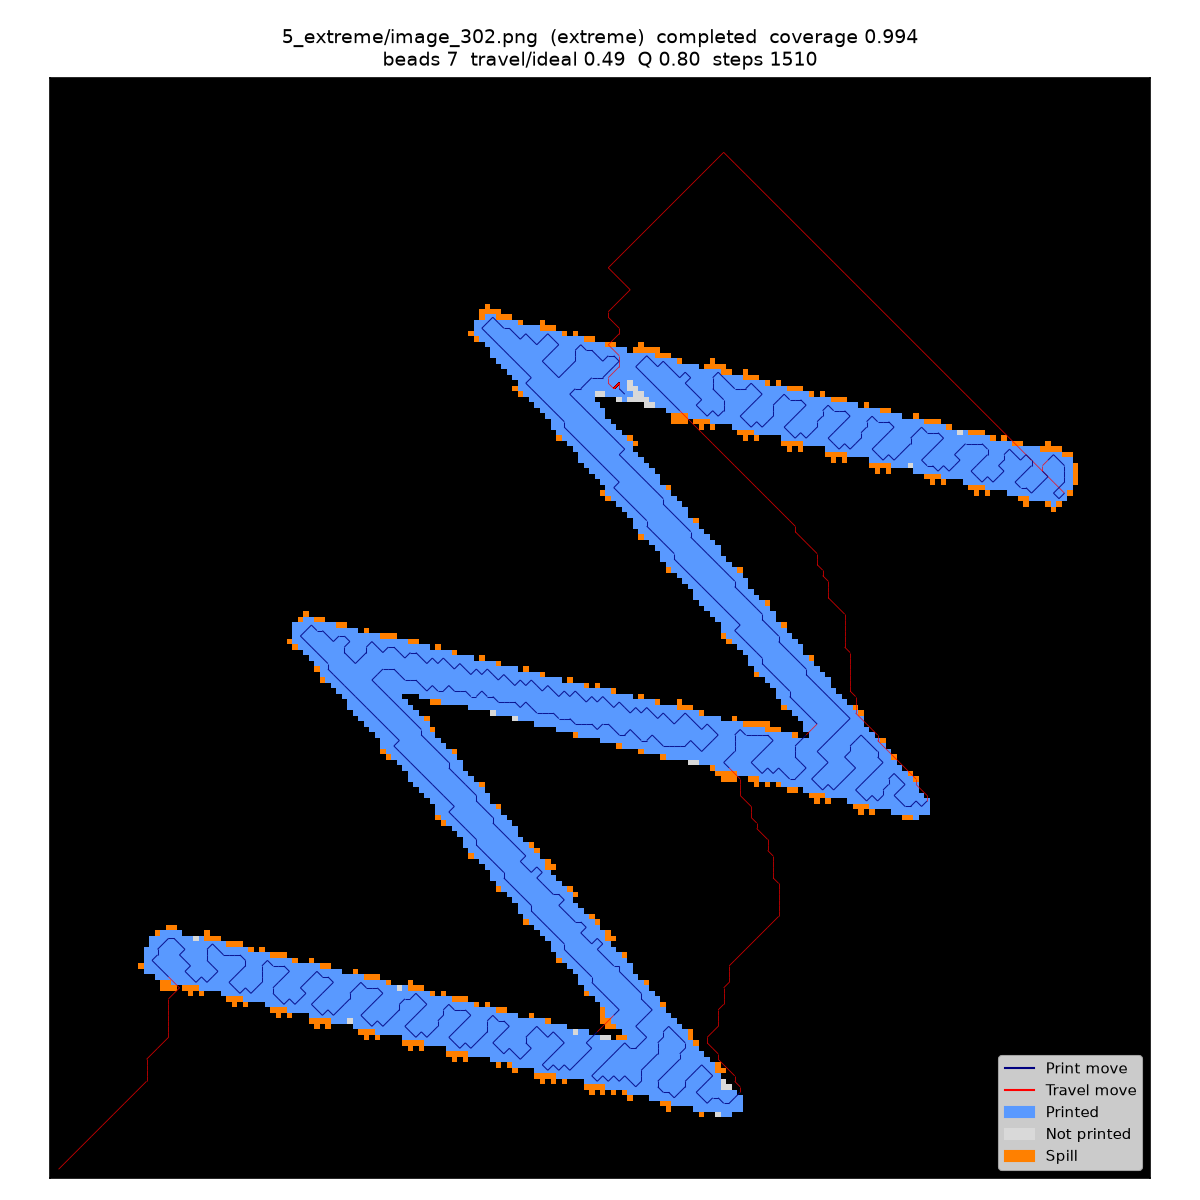 5_extreme/image_302.png (extreme) completed coverage 0.994
beads 7 travel/ideal 0.49 Q 0.80 steps 1510
Print move
Travel move
Printed
Not printed
Spill